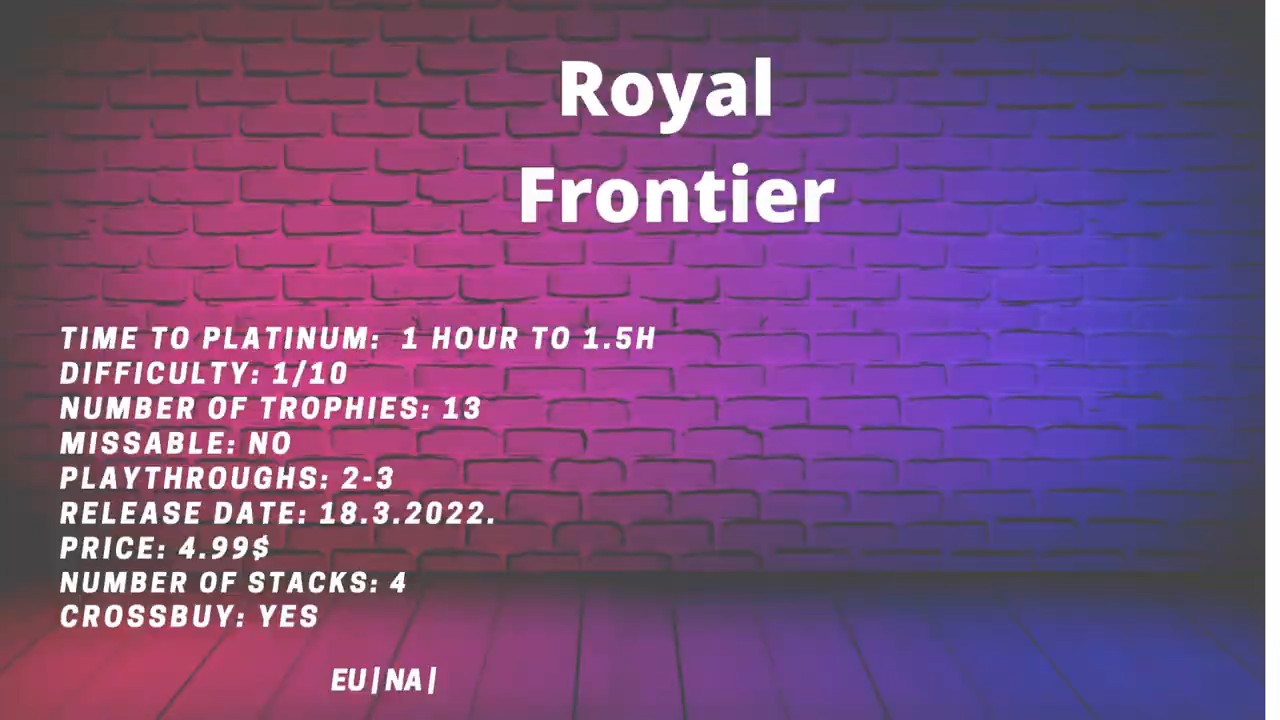 Royal
Frontier
TIME TO PLATINUM: 1 HOUR TO 1.5H
DIFFICULTY: 1/10
NUMBER OF TROPHIES: 13
MISSABLE: NO
PLAYTHROUGHS: 2-3
RELEASE DATE: 18.3.2022.
PRICE: 4.99$
NUMBER OF STACKS: 4
CROSSBUY: YES
EU | NA |